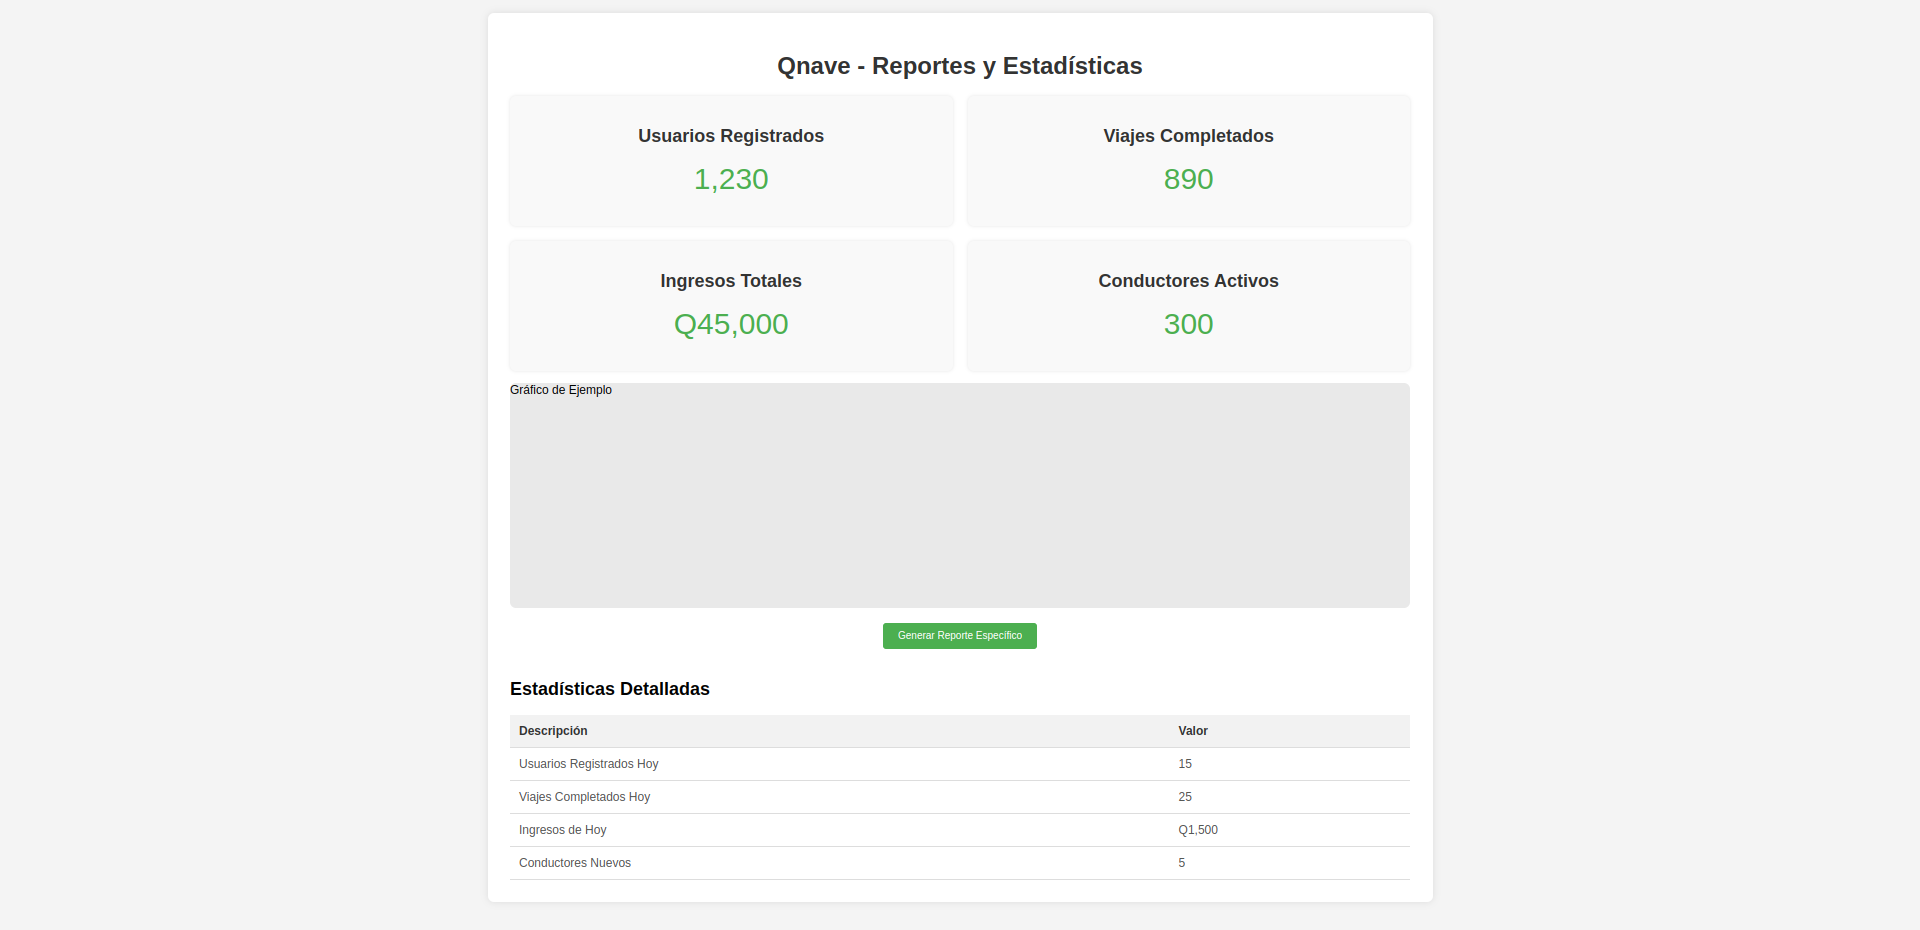 Qnave - Reportes y Estadísticas
Usuarios Registrados
1,230
Viajes Completados
890
Ingresos Totales
Q45,000
Conductores Activos
300
Gráfico de Ejemplo
Generar Reporte Específico
Estadísticas Detalladas
Descripción Valor
Usuarios Registrados Hoy 15
Viajes Completados Hoy 25
Ingresos de Hoy Q1,500
Conductores Nuevos 5